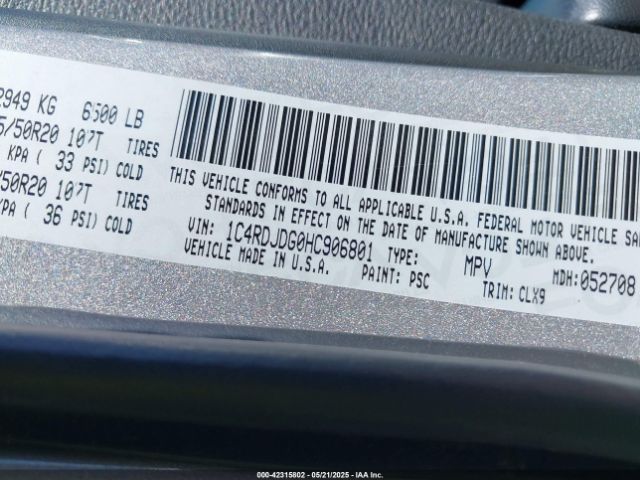 2949 KG 6500 LB
5/50R20 107T TIRES
KPA ( 33 PSI) COLD
/50R20 107T TIRES
KPA ( 36 PSI) COLD
THIS VEHICLE CONFORMS TO ALL APPLICABLE U.S.A. FEDERAL MOTOR VEHICLE SA
STANDARDS IN EFFECT ON THE DATE OF MANUFACTURE SHOWN ABOVE.
VIN: 1C4RDJDG0HC906801 TYPE: MPV MDH:052708
VEHICLE MADE IN U.S.A. PAINT: PSC TRIM: CLX9
000-42315802 — 05/21/2025 — IAA Inc.